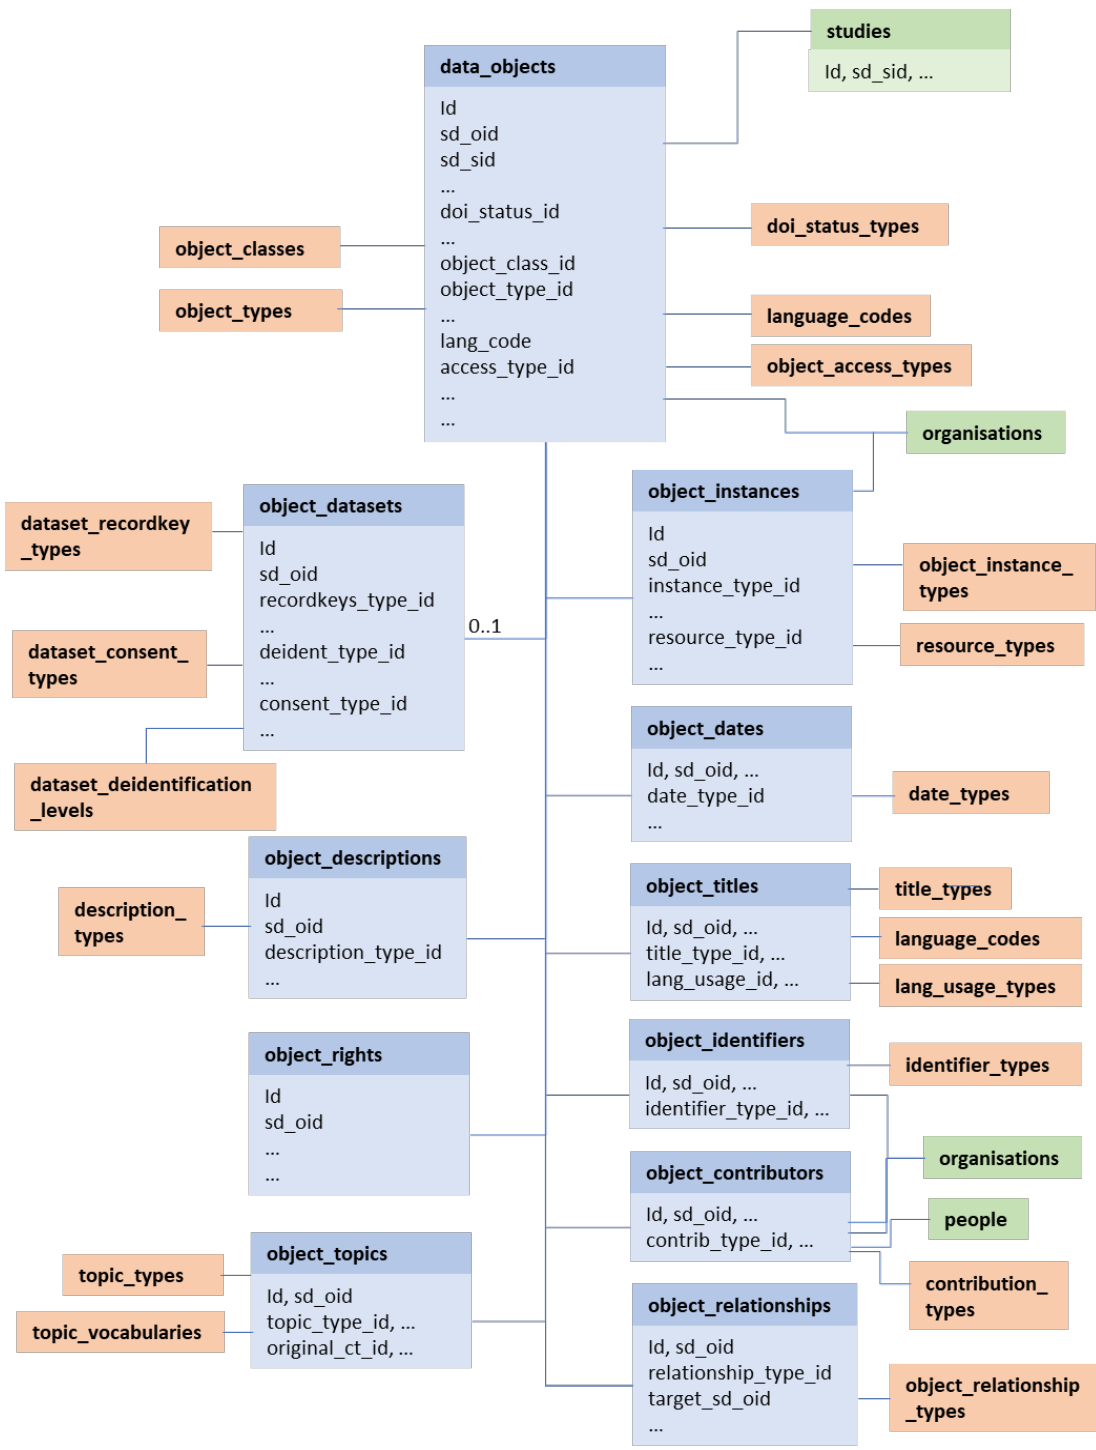 studies
Id, sd_sid, ...
data_objects
Id
sd_oid
sd_sid
...
doi_status_id
...
object_class_id
object_type_id
...
lang_code
access_type_id
...
...
object_classes
object_types
doi_status_types
language_codes
object_access_types
organisations
object_datasets
Id
sd_oid
recordkeys_type_id
...
deident_type_id
...
consent_type_id
...
0..1
dataset_recordkey
_types
dataset_consent_
types
dataset_deidentification
_levels
object_instances
Id
sd_oid
instance_type_id
...
resource_type_id
...
object_instance_
types
resource_types
object_dates
Id, sd_oid, ...
date_type_id
...
date_types
object_descriptions
Id
sd_oid
description_type_id
...
description_
types
object_titles
Id, sd_oid, ...
title_type_id, ...
lang_usage_id, ...
title_types
language_codes
lang_usage_types
object_rights
Id
sd_oid
...
...
object_identifiers
Id, sd_oid, ...
identifier_type_id, ...
identifier_types
object_contributors
Id, sd_oid, ...
contrib_type_id, ...
organisations
people
contribution_
types
object_topics
Id, sd_oid
topic_type_id, ...
original_ct_id, ...
topic_types
topic_vocabularies
object_relationships
Id, sd_oid
relationship_type_id
target_sd_oid
...
object_relationship
_types